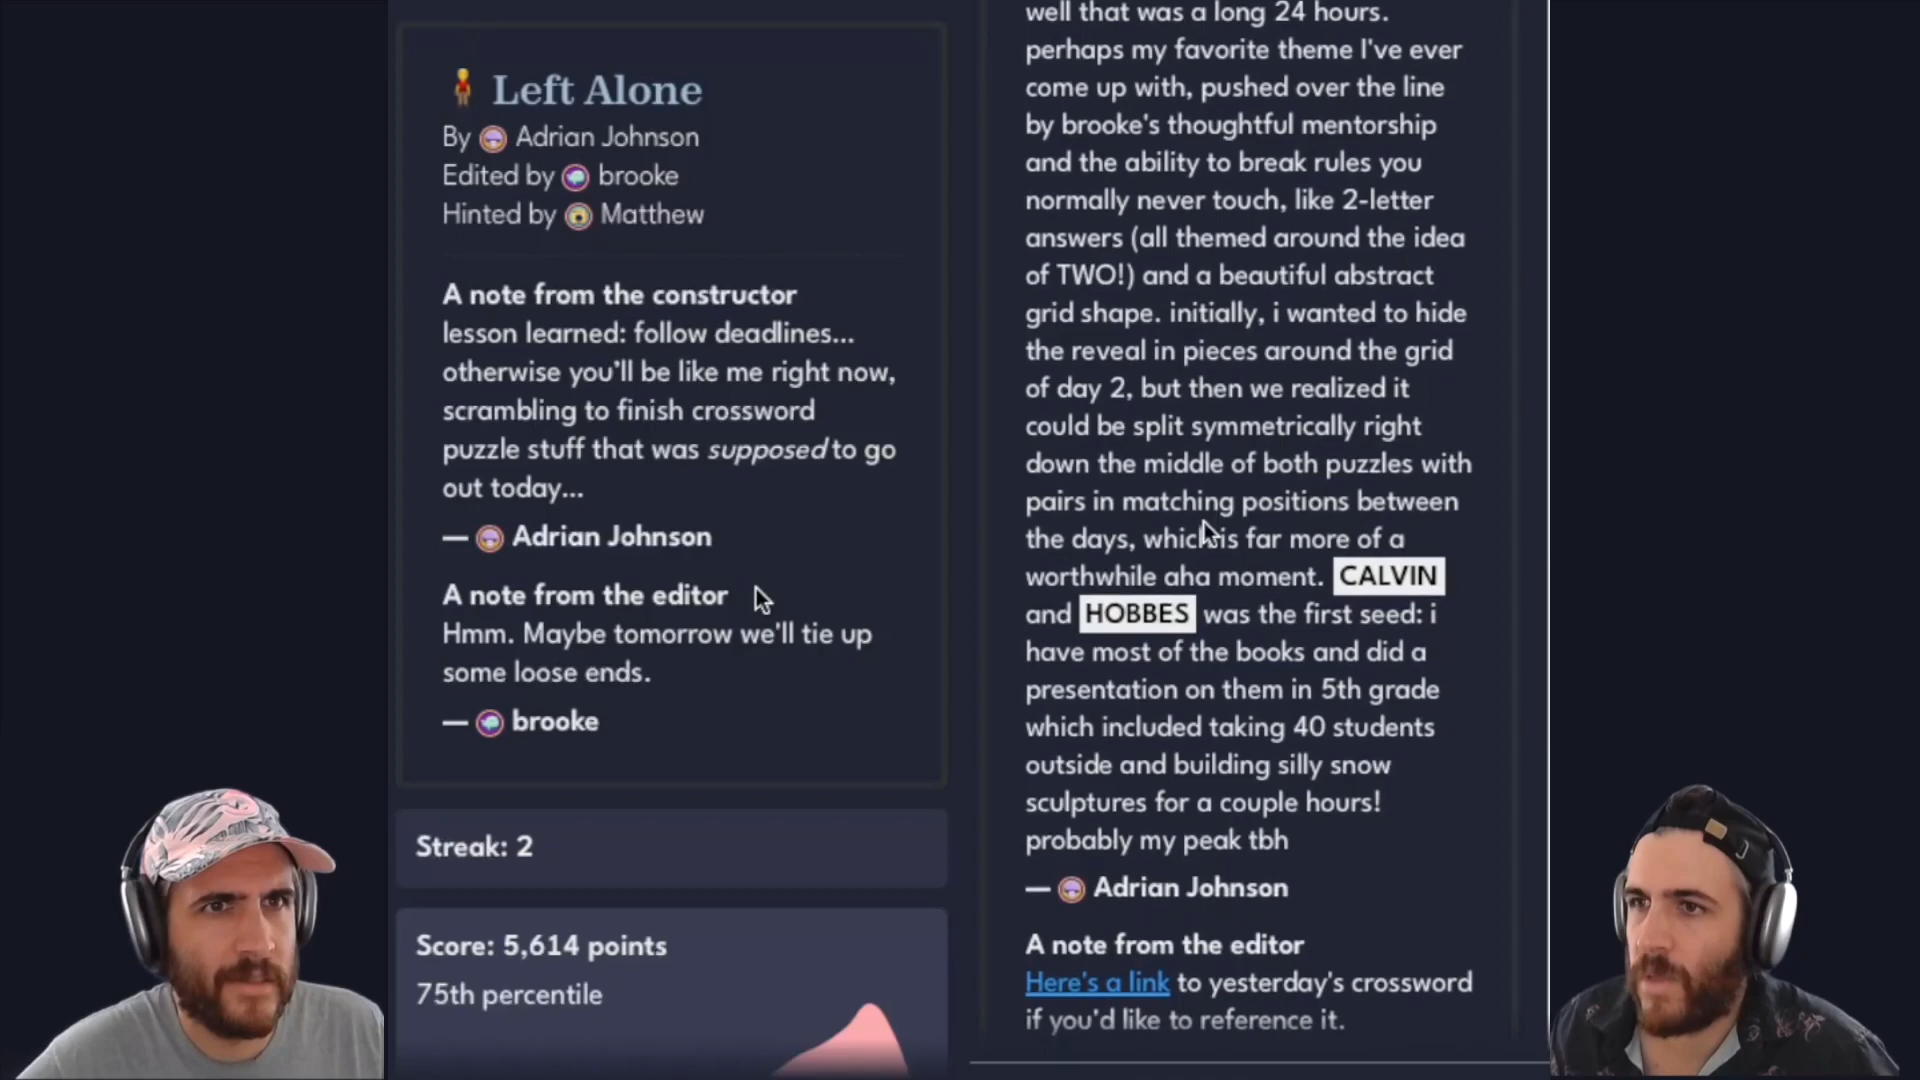 Left Alone
By Adrian Johnson
Edited by brooke
Hinted by Matthew
A note from the constructor
lesson learned: follow deadlines...
otherwise you'll be like me right now,
scrambling to finish crossword
puzzle stuff that was supposed to go
out today...
— Adrian Johnson
A note from the editor
Hmm. Maybe tomorrow we'll tie up
some loose ends.
— brooke
Streak: 2
Score: 5,614 points
75th percentile
well that was a long 24 hours.
perhaps my favorite theme I've ever
come up with, pushed over the line
by brooke's thoughtful mentorship
and the ability to break rules you
normally never touch, like 2-letter
answers (all themed around the idea
of TWO!) and a beautiful abstract
grid shape. initially, i wanted to hide
the reveal in pieces around the grid
of day 2, but then we realized it
could be split symmetrically right
down the middle of both puzzles with
pairs in matching positions between
the days, which is far more of a
worthwhile aha moment. CALVIN
and HOBBES was the first seed: i
have most of the books and did a
presentation on them in 5th grade
which included taking 40 students
outside and building silly snow
sculptures for a couple hours!
probably my peak tbh
— Adrian Johnson
A note from the editor
Here's a link to yesterday's crossword
if you'd like to reference it.